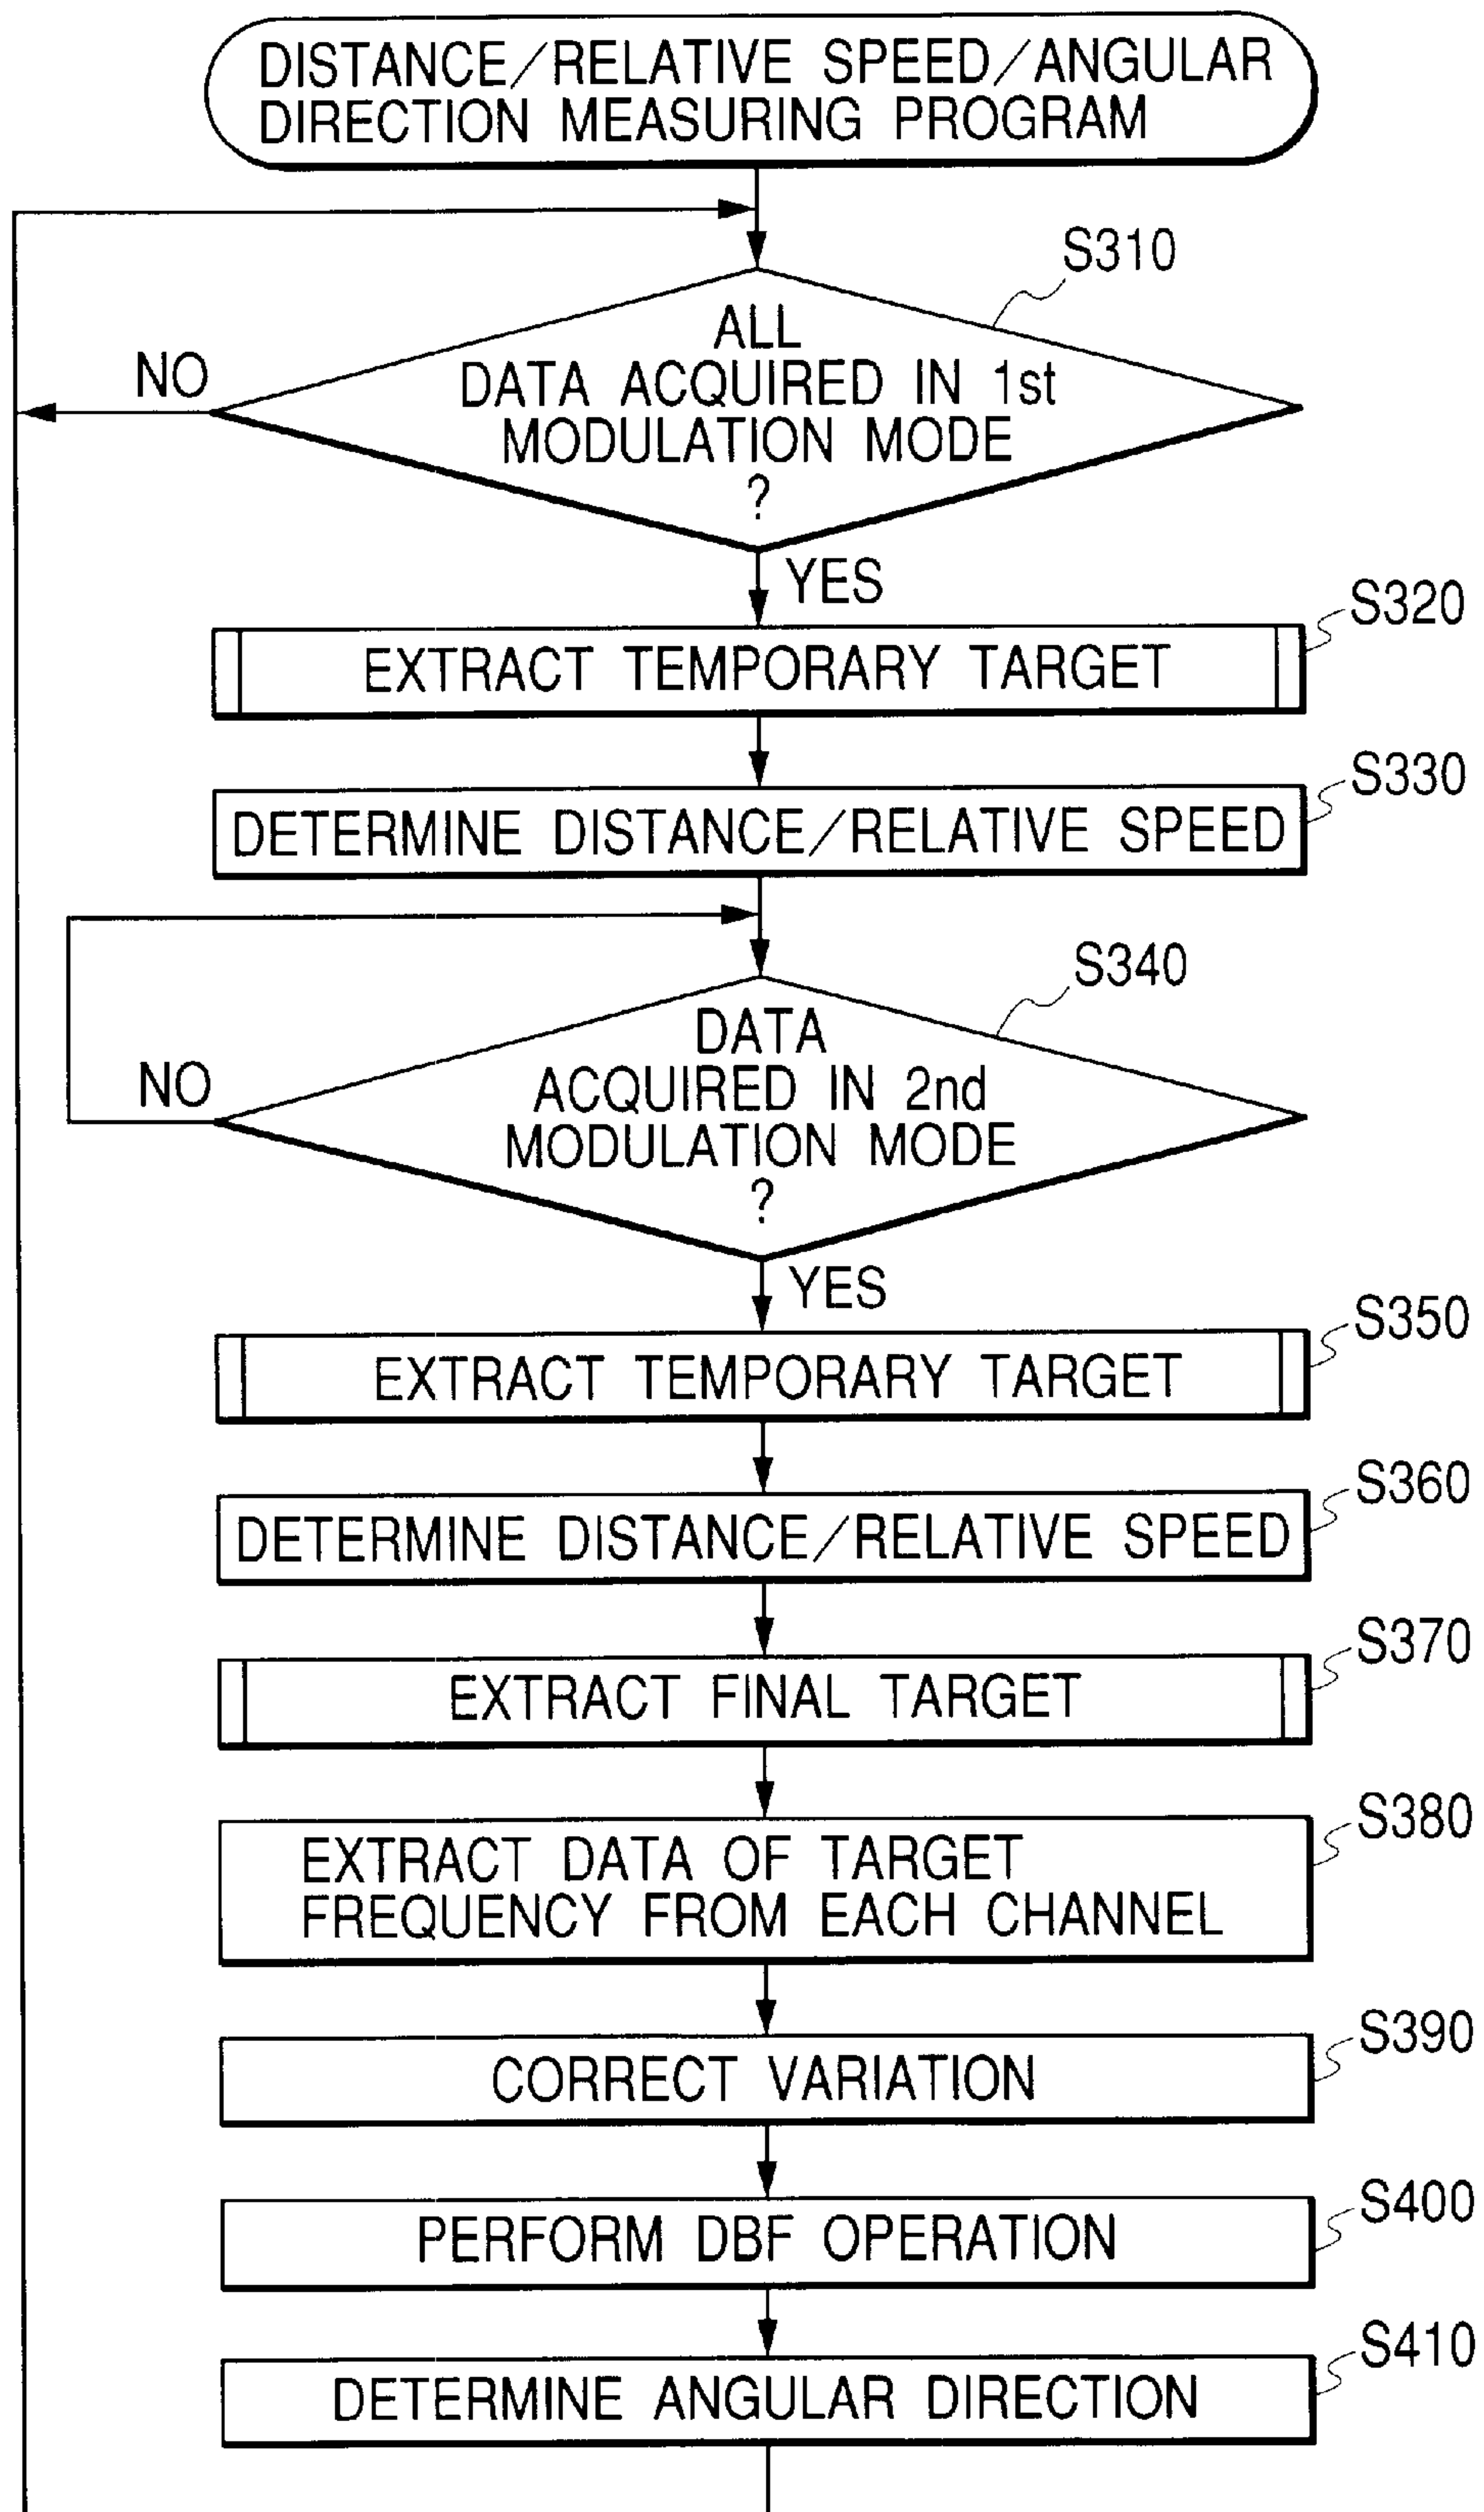 DISTANCE/RELATIVE SPEED/ANGULAR
DIRECTION MEASURING PROGRAM
S310
ALL
DATA ACQUIRED IN 1st
MODULATION MODE
?
NO
YES
S320
EXTRACT TEMPORARY TARGET
S330
DETERMINE DISTANCE/RELATIVE SPEED
S340
DATA
ACQUIRED IN 2nd
MODULATION MODE
?
NO
YES
S350
EXTRACT TEMPORARY TARGET
S360
DETERMINE DISTANCE/RELATIVE SPEED
S370
EXTRACT FINAL TARGET
S380
EXTRACT DATA OF TARGET
FREQUENCY FROM EACH CHANNEL
S390
CORRECT VARIATION
S400
PERFORM DBF OPERATION
S410
DETERMINE ANGULAR DIRECTION